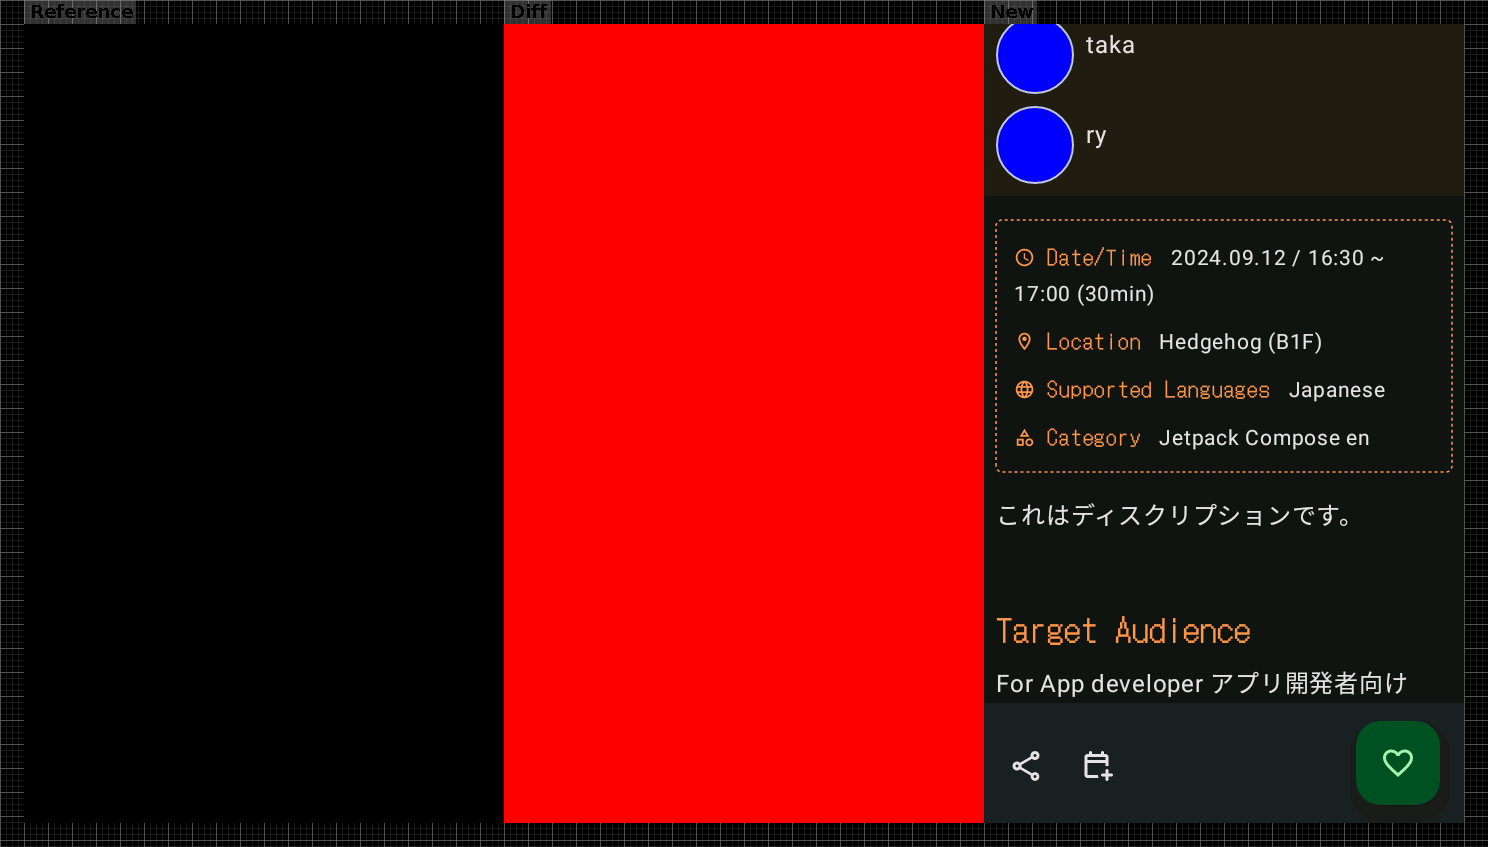 Reference
Diff
New
taka
ry
Date/Time 2024.09.12 / 16:30 ~
17:00 (30min)
Location Hedgehog (B1F)
Supported Languages Japanese
Category Jetpack Compose en
これはディスクリプションです。
Target Audience
For App developer アプリ開発者向け